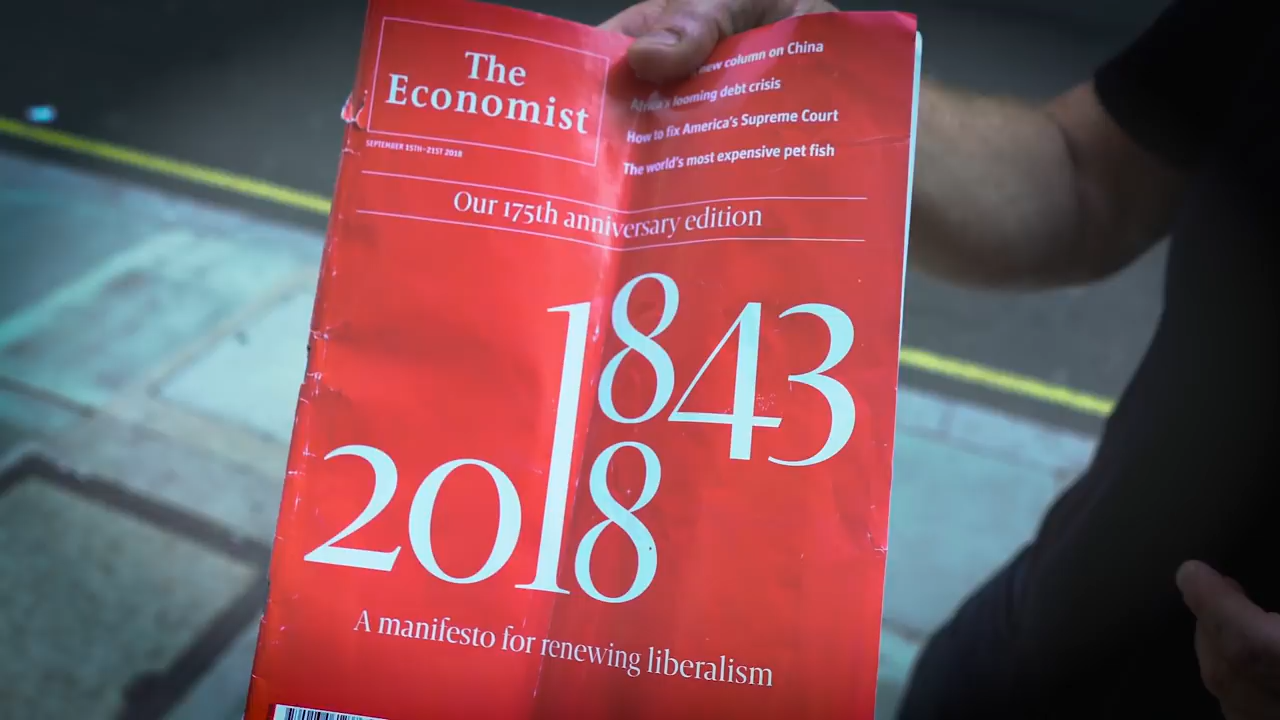 The
Economist
SEPTEMBER 15TH–21ST 2018
new column on China
Africa's looming debt crisis
How to fix America's Supreme Court
The world's most expensive pet fish
Our 175th anniversary edition
1843
2018
A manifesto for renewing liberalism